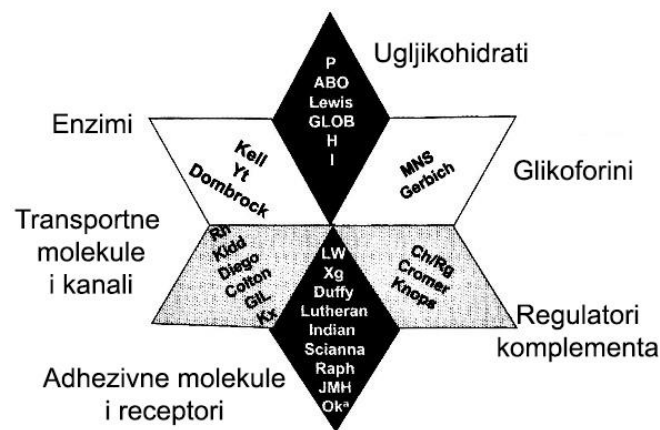 Ugljikohidrati
P
ABO
Lewis
GLOB
H
I
Enzimi
Kell
Yt
Dombrock
MNS
Gerbich
Glikoforini
Transportne
molekule
i kanali
Rh
Kidd
Diego
Colton
GIL
Kx
LW
Xg
Duffy
Lutheran
Indian
Scianna
Raph
JMH
Okª
Ch/Rg
Cromer
Knops
Regulatori
komplementa
Adhezivne molekule
i receptori